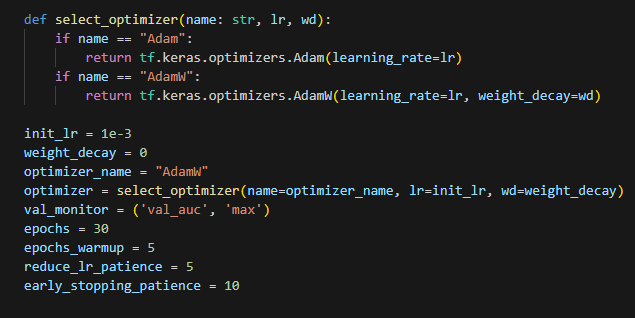 def select_optimizer(name: str, lr, wd):
    if name == "Adam":
        return tf.keras.optimizers.Adam(learning_rate=lr)
    if name == "AdamW":
        return tf.keras.optimizers.AdamW(learning_rate=lr, weight_decay=wd)

init_lr = 1e-3
weight_decay = 0
optimizer_name = "AdamW"
optimizer = select_optimizer(name=optimizer_name, lr=init_lr, wd=weight_decay)
val_monitor = ('val_auc', 'max')
epochs = 30
epochs_warmup = 5
reduce_lr_patience = 5
early_stopping_patience = 10